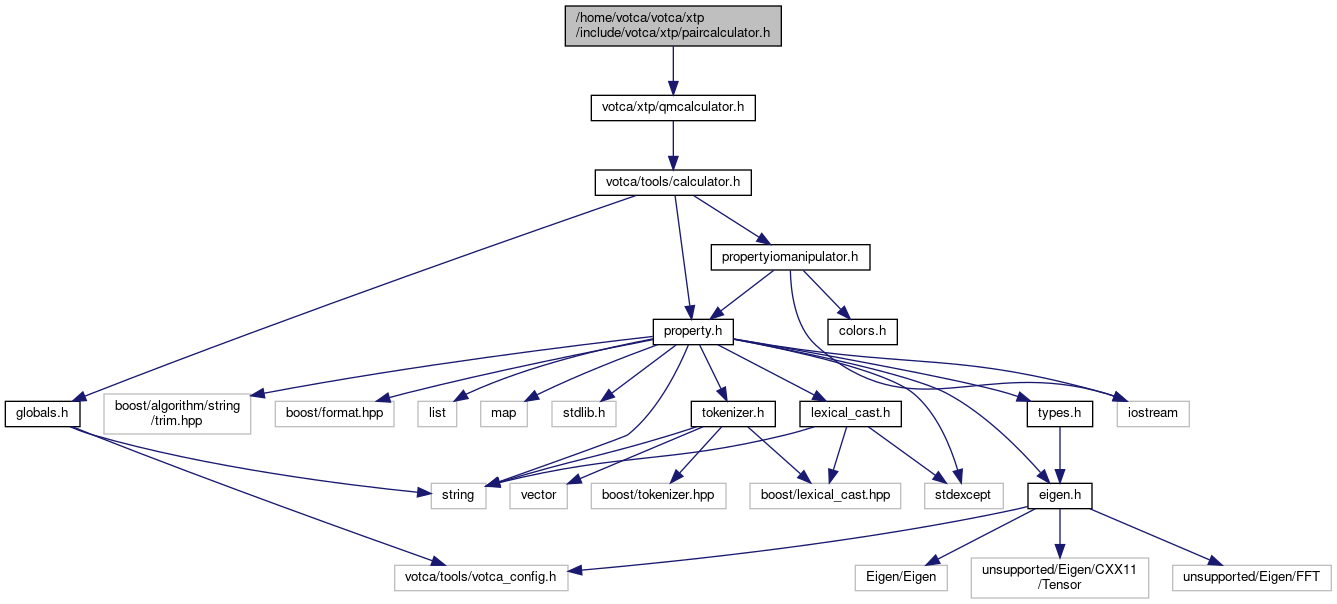 /home/votca/votca/xtp
/include/votca/xtp/paircalculator.h
votca/xtp/qmcalculator.h
votca/tools/calculator.h
propertyiomanipulator.h
property.h
colors.h
globals.h
boost/algorithm/string
/trim.hpp
boost/format.hpp
list
map
stdlib.h
tokenizer.h
lexical_cast.h
types.h
iostream
string
vector
boost/tokenizer.hpp
boost/lexical_cast.hpp
stdexcept
eigen.h
votca/tools/votca_config.h
Eigen/Eigen
unsupported/Eigen/CXX11
/Tensor
unsupported/Eigen/FFT